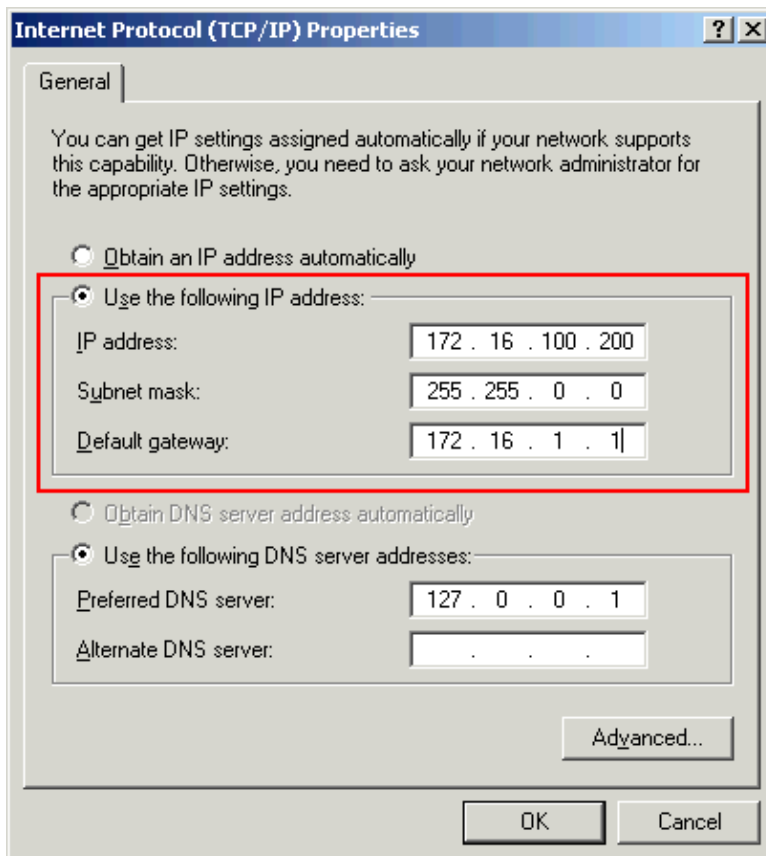 Internet Protocol (TCP/IP) Properties
General
You can get IP settings assigned automatically if your network supports
this capability. Otherwise, you need to ask your network administrator for
the appropriate IP settings.
Obtain an IP address automatically
Use the following IP address:
IP address: 172 . 16 . 100 . 200
Subnet mask: 255 . 255 . 0 . 0
Default gateway: 172 . 16 . 1 . 1
Obtain DNS server address automatically
Use the following DNS server addresses:
Preferred DNS server: 127 . 0 . 0 . 1
Alternate DNS server: . . .
Advanced...
OK Cancel